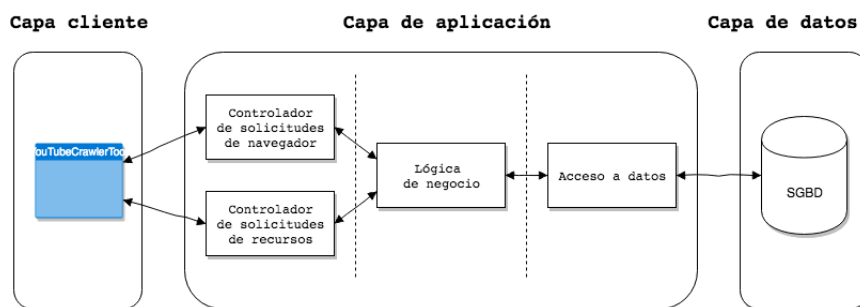 Capa cliente
Capa de aplicación
Capa de datos
ouTubeCrawlerToo
Controlador
de solicitudes
de navegador
Controlador
de solicitudes
de recursos
Lógica
de negocio
Acceso a datos
SGBD